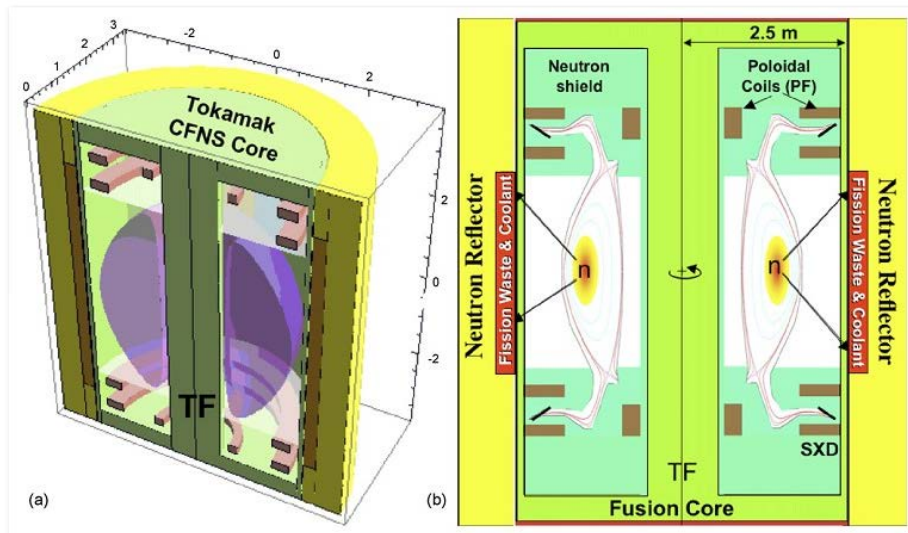 3
2
1
0
-2
0
2
Tokamak
CFNS Core
2
0
-2
TF
(a)
2.5 m
Neutron
shield
Poloidal
Coils (PF)
Neutron Reflector
Fission Waste & Coolant
n
n
Fission Waste & Coolant
Neutron Reflector
SXD
TF
(b)
Fusion Core